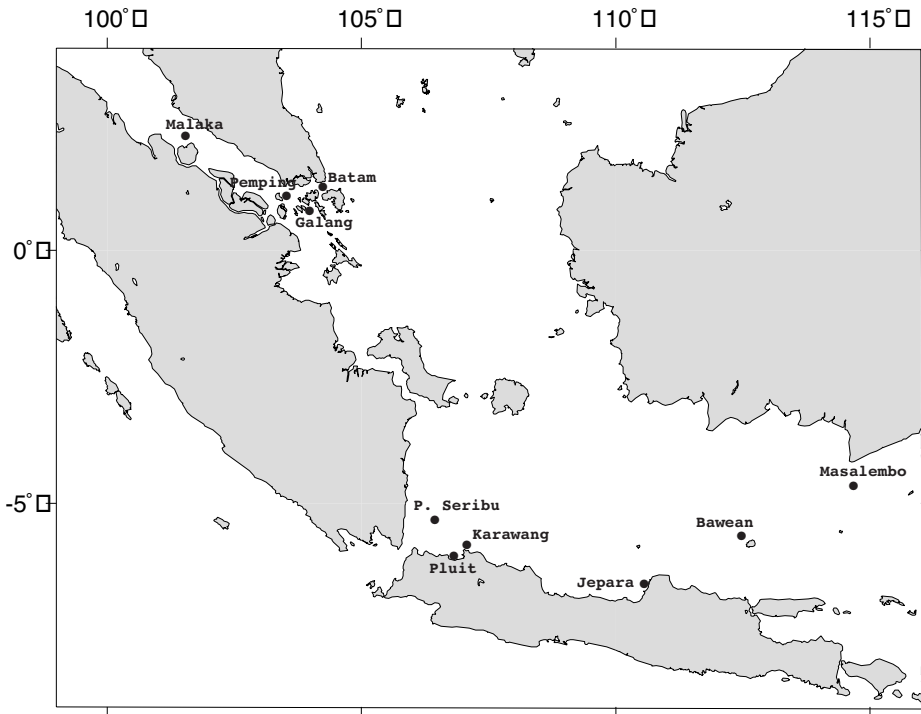 100°□ 105°□ 110°□ 115°□
Malaka
Pemping
Batam
Galang
0°□
Masalembo
-5°□
P. Seribu
Bawean
Karawang
Pluit
Jepara